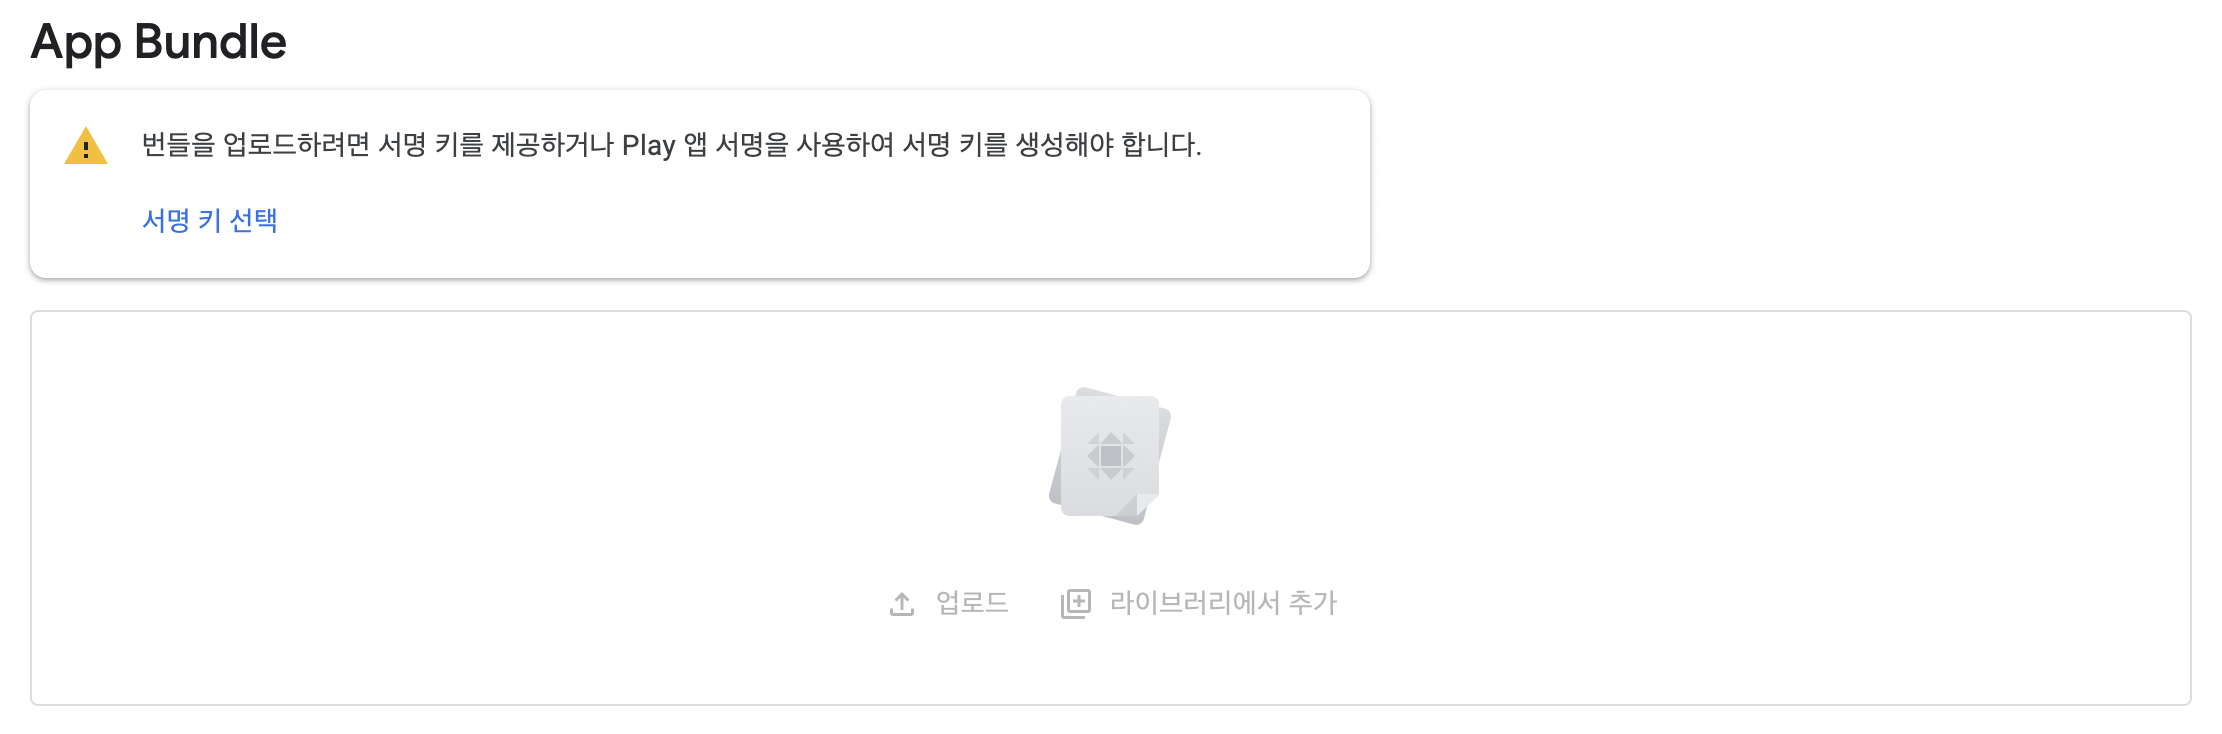 App Bundle
번들을 업로드하려면 서명 키를 제공하거나 Play 앱 서명을 사용하여 서명 키를 생성해야 합니다.
서명 키 선택
업로드
라이브러리에서 추가